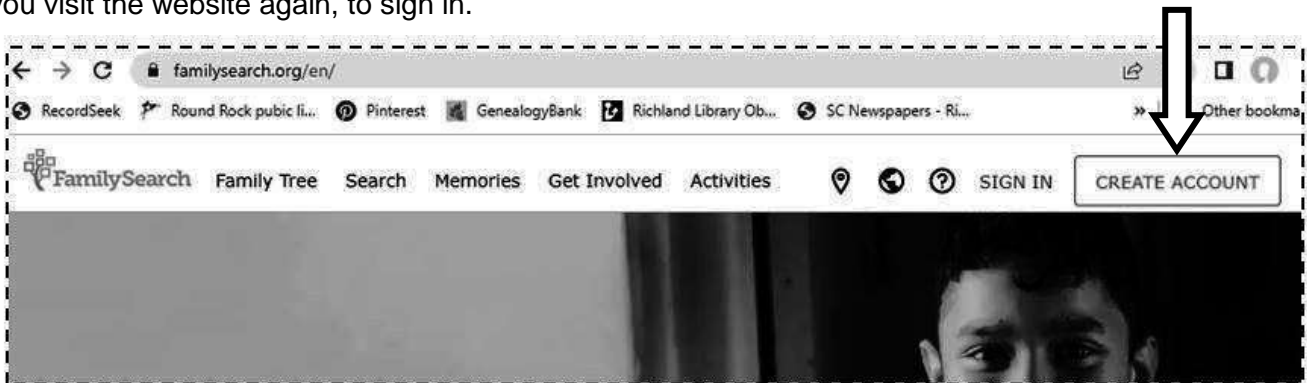 you visit the website again, to sign in.
familysearch.org/en/
RecordSeek Round Rock pubic li... Pinterest GenealogyBank Richland Library Ob... SC Newspapers - Ri... » Other bookma
FamilySearch Family Tree Search Memories Get Involved Activities SIGN IN CREATE ACCOUNT